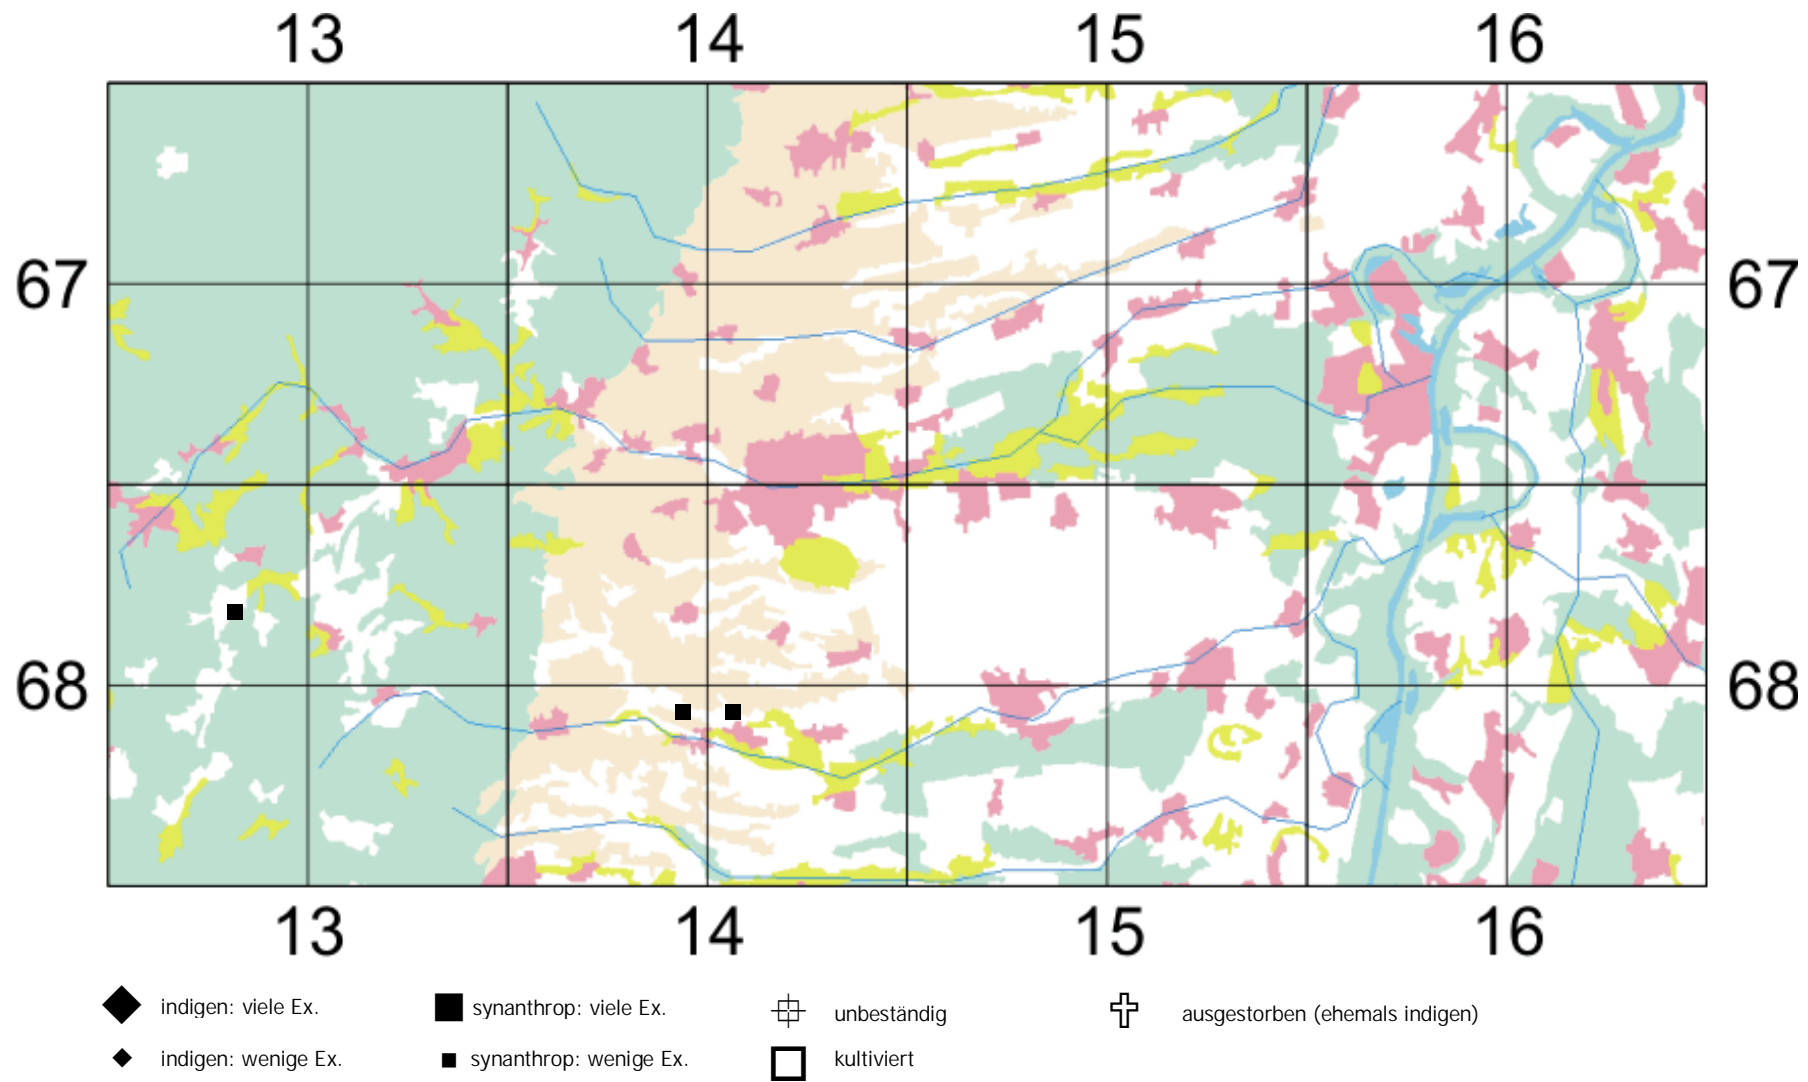 13 14 15 16
67 67
68 68
13 14 15 16
indigen: viele Ex. synanthrop: viele Ex. unbeständig ausgestorben (ehemals indigen)
indigen: wenige Ex. synanthrop: wenige Ex. kultiviert